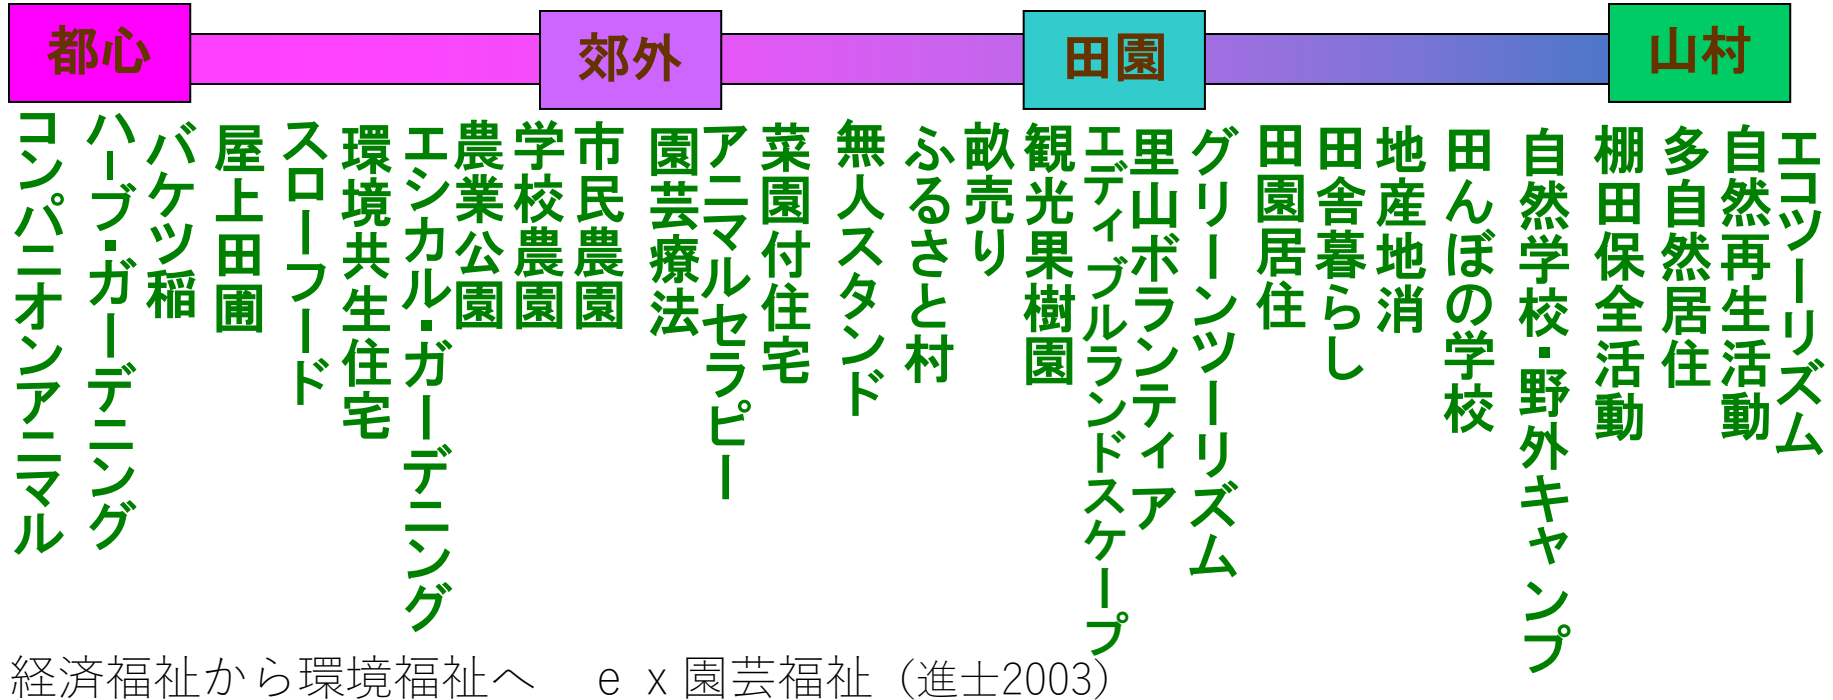 都心
郊外
田園
山村
コンパニオンアニマル
ハーブ・ガーデニング
バケツ稲
屋上田圃
スローフード
環境共生住宅
エシカル・ガーデニング
農業公園
学校農園
市民農園
園芸療法
アニマルセラピー
菜園付住宅
無人スタンド
ふるさと村
畝売り
観光果樹園
エディブルランドスケープ
里山ボランティア
グリーンツーリズム
田園居住
田舎暮らし
地産地消
田んぼの学校
自然学校・野外キャンプ
棚田保全活動
多自然居住
自然再生活動
エコツーリズム
経済福祉から環境福祉へ　ｅｘ園芸福祉（進士2003）